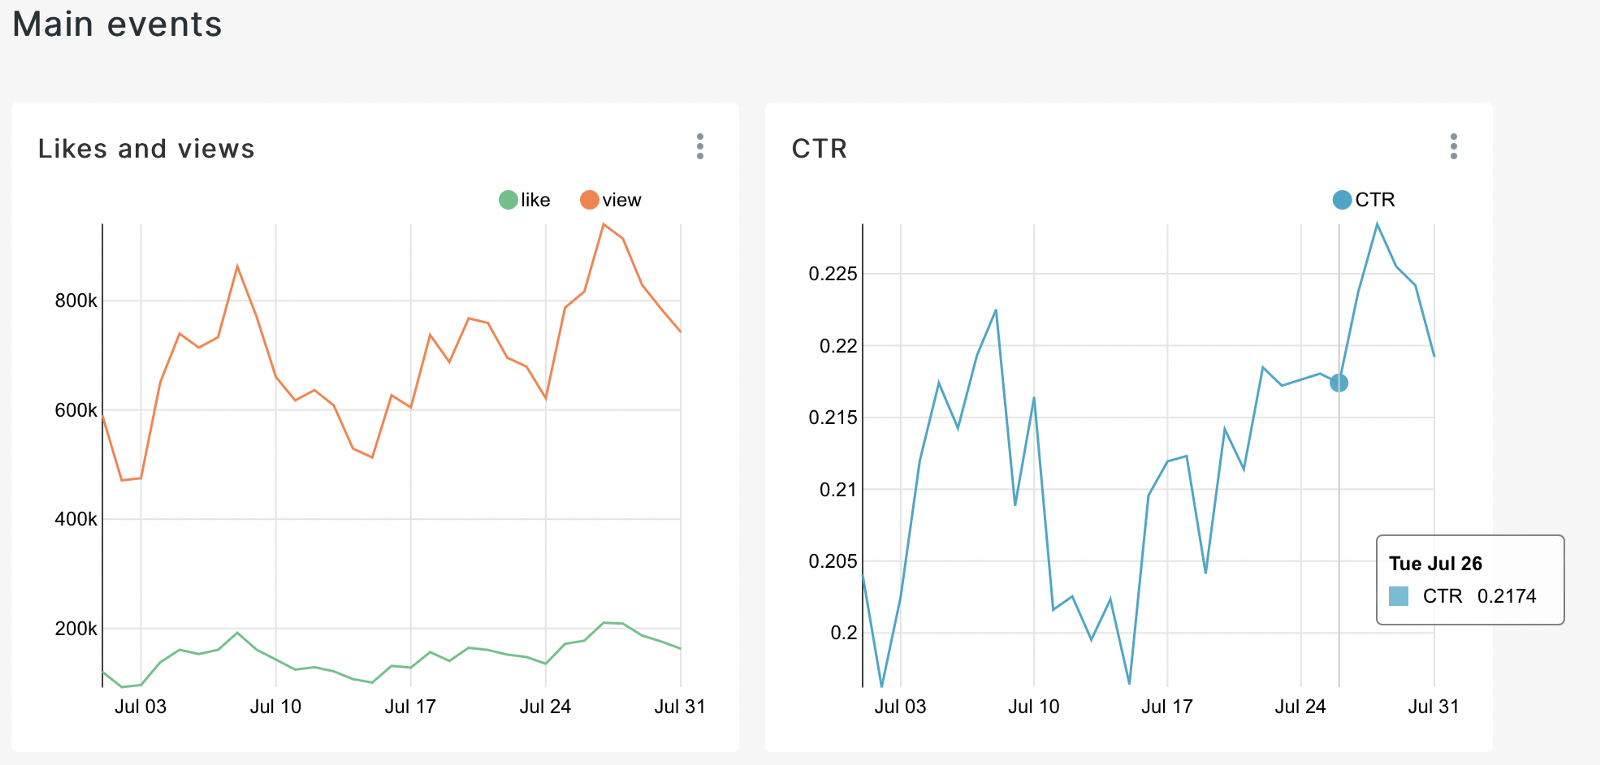 Main events
Likes and views
like view
800k
600k
400k
200k
Jul 03 Jul 10 Jul 17 Jul 24 Jul 31
CTR
CTR
0.225
0.22
0.215
0.21
0.205
0.2
Tue Jul 26
CTR 0.2174
Jul 03 Jul 10 Jul 17 Jul 24 Jul 31